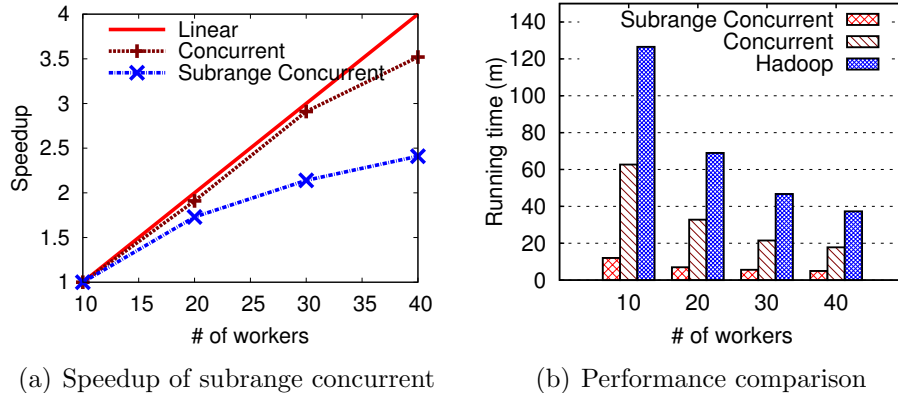 4
3.5
3
2.5
2
1.5
1
10 15 20 25 30 35 40
Speedup
# of workers
Linear
Concurrent
Subrange Concurrent
(a) Speedup of subrange concurrent
140
120
100
80
60
40
20
0
10 20 30 40
Running time (m)
# of workers
Subrange Concurrent
Concurrent
Hadoop
(b) Performance comparison